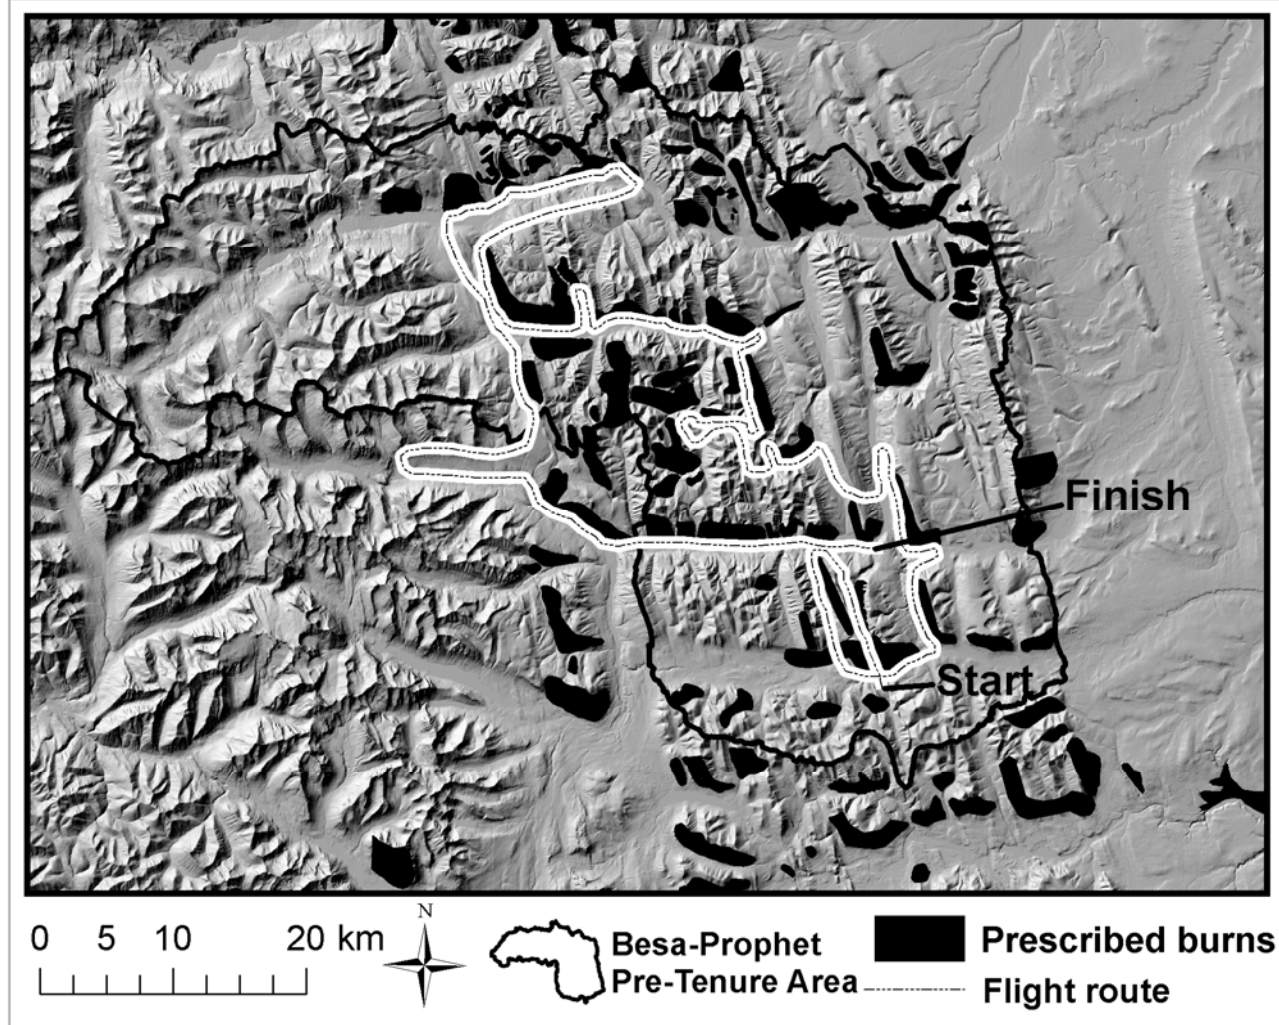 Finish
Start
0 5 10 20 km
N
Besa-Prophet
Pre-Tenure Area
Prescribed burns
Flight route